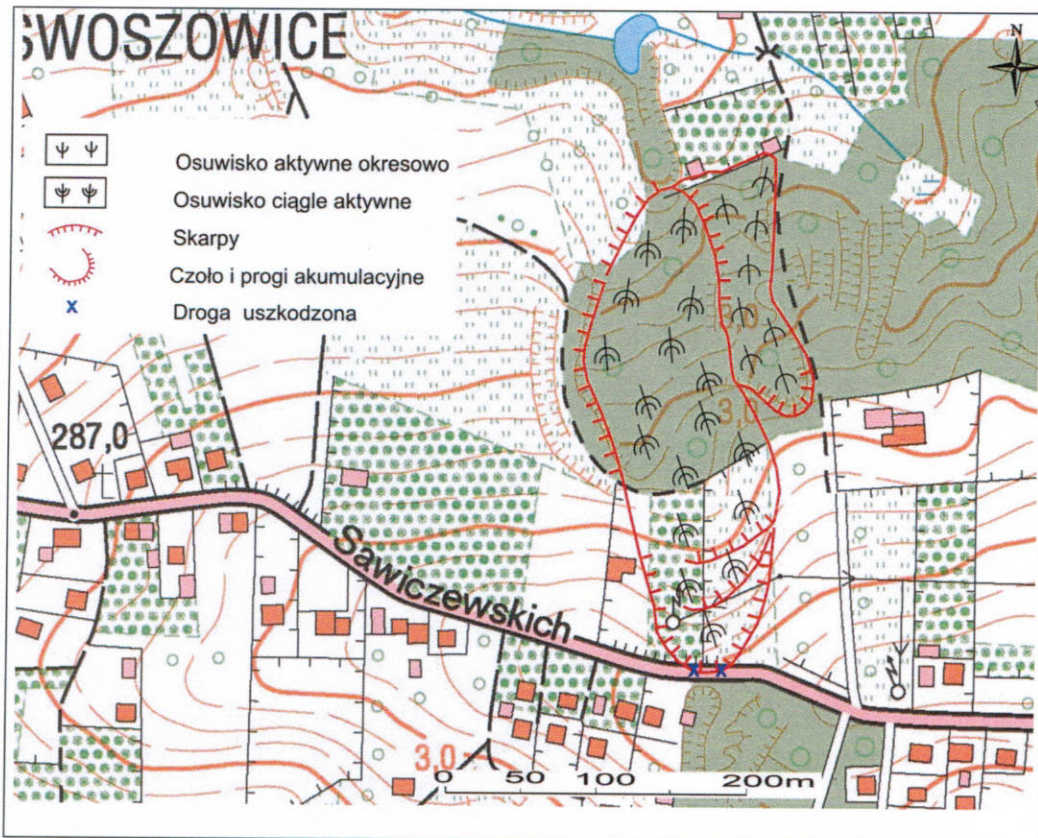 SWOSZOWICE
N
Osuwisko aktywne okresowo
Osuwisko ciągle aktywne
Skarpy
Czoło i progi akumulacyjne
x Droga uszkodzona
287,0
3,0
Sawiczewskich
x x
3,0
0 50 100 200m